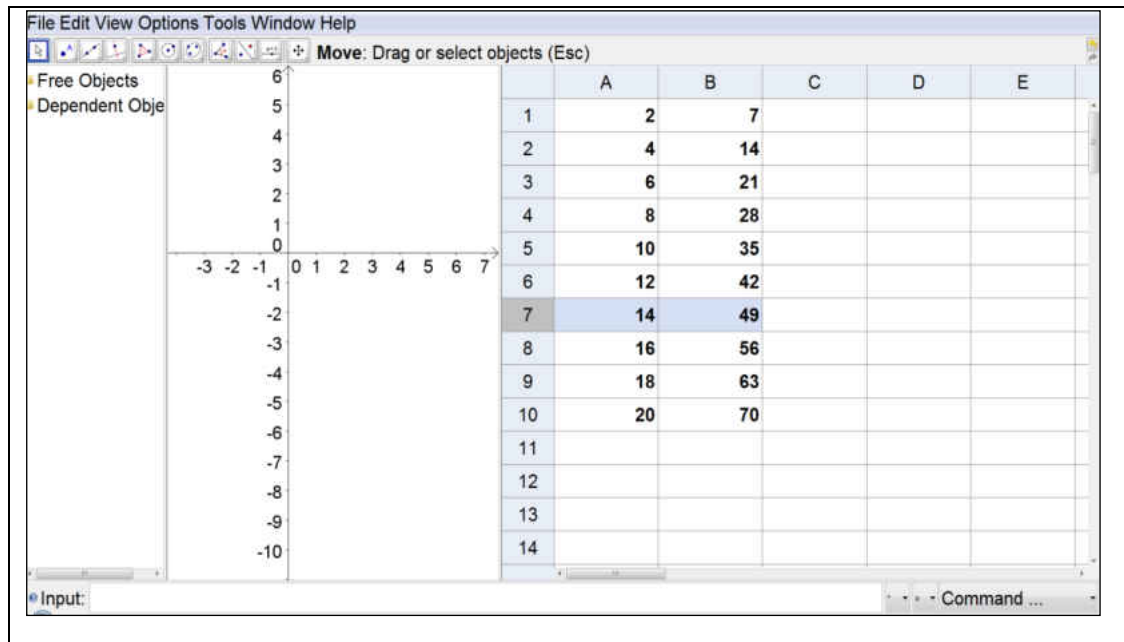 File Edit View Options Tools Window Help
Move: Drag or select objects (Esc)
Free Objects
Dependent Obje
6
5
4
3
2
1
0
-3 -2 -1 0 1 2 3 4 5 6 7
-1
-2
-3
-4
-5
-6
-7
-8
-9
-10
A B C D E
1 2 7
2 4 14
3 6 21
4 8 28
5 10 35
6 12 42
7 14 49
8 16 56
9 18 63
10 20 70
11
12
13
14
Input: Command ...